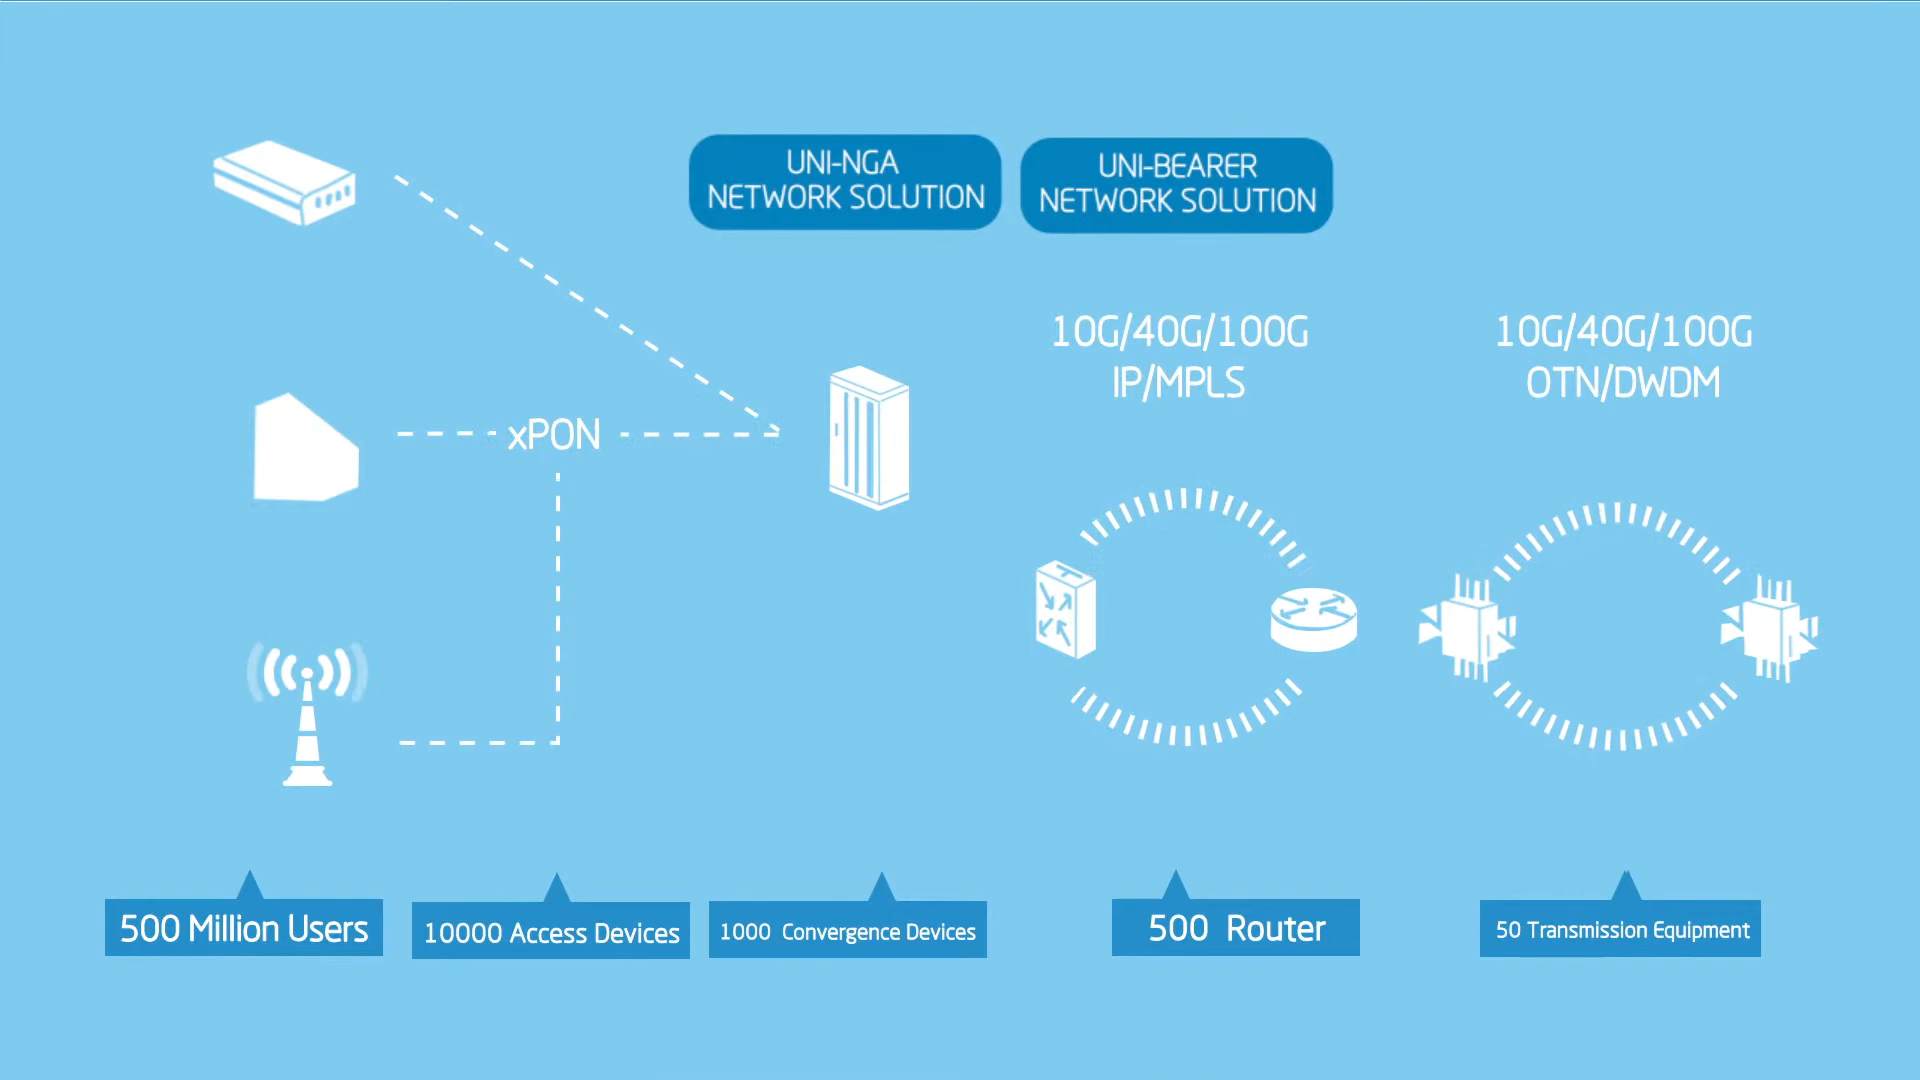 UNI-NGA
NETWORK SOLUTION
UNI-BEARER
NETWORK SOLUTION
10G/40G/100G
IP/MPLS
10G/40G/100G
OTN/DWDM
xPON
500 Million Users
10000 Access Devices
1000 Convergence Devices
500 Router
50 Transmission Equipment